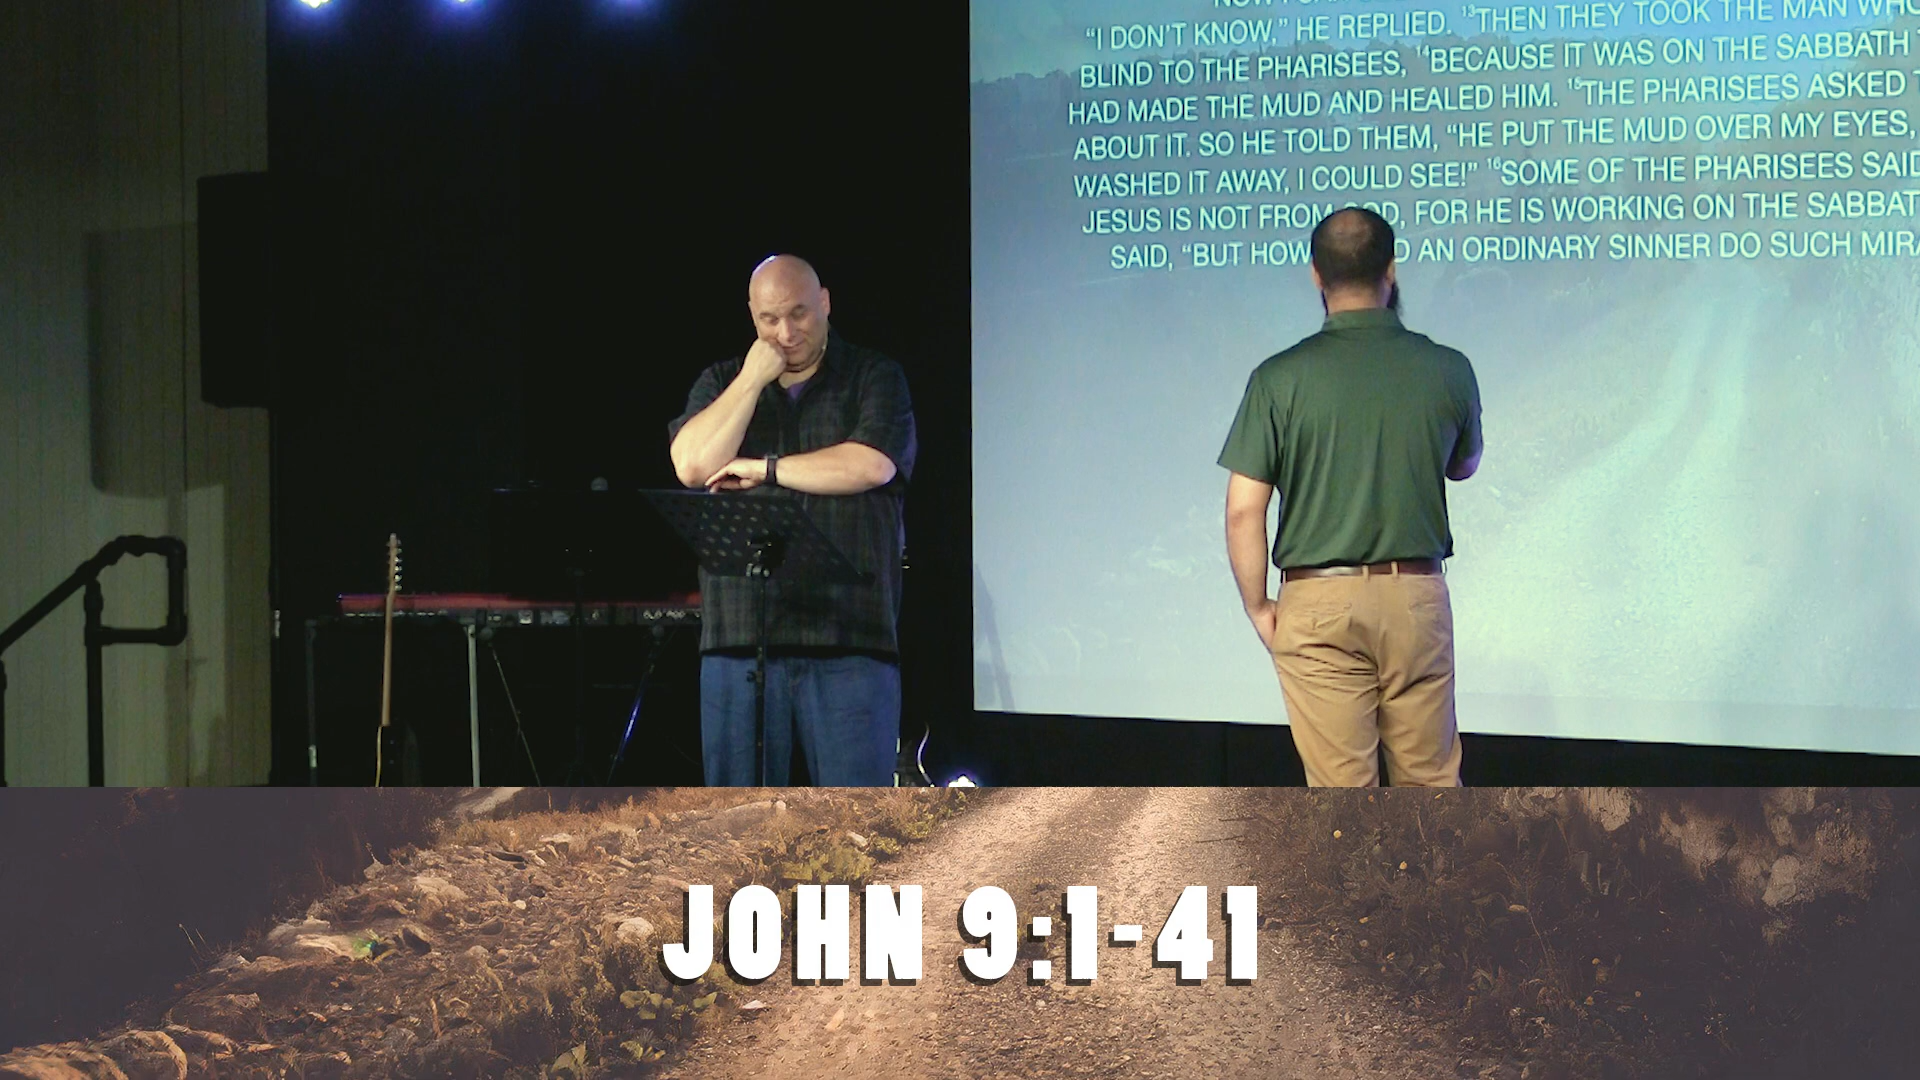 "I DON'T KNOW," HE REPLIED. 13THEN THEY TOOK THE MAN
BLIND TO THE PHARISEES, 14BECAUSE IT WAS ON THE SABBATH
HAD MADE THE MUD AND HEALED HIM. 15THE PHARISEES ASKED
ABOUT IT. SO HE TOLD THEM, "HE PUT THE MUD OVER MY EYES,
WASHED IT AWAY, I COULD SEE!" 16SOME OF THE PHARISEES SAID
JESUS IS NOT FROM GOD, FOR HE IS WORKING ON THE
SAID, "BUT HOW AN ORDINARY SINNER DO SUCH
JOHN 9:1-41